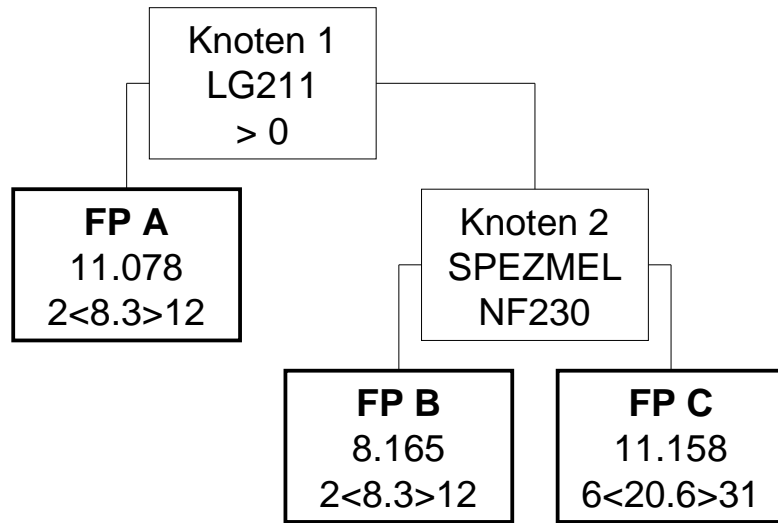 Knoten 1
LG211
> 0
FP A
11.078
2<8.3>12
Knoten 2
SPEZMEL
NF230
FP B
8.165
2<8.3>12
FP C
11.158
6<20.6>31